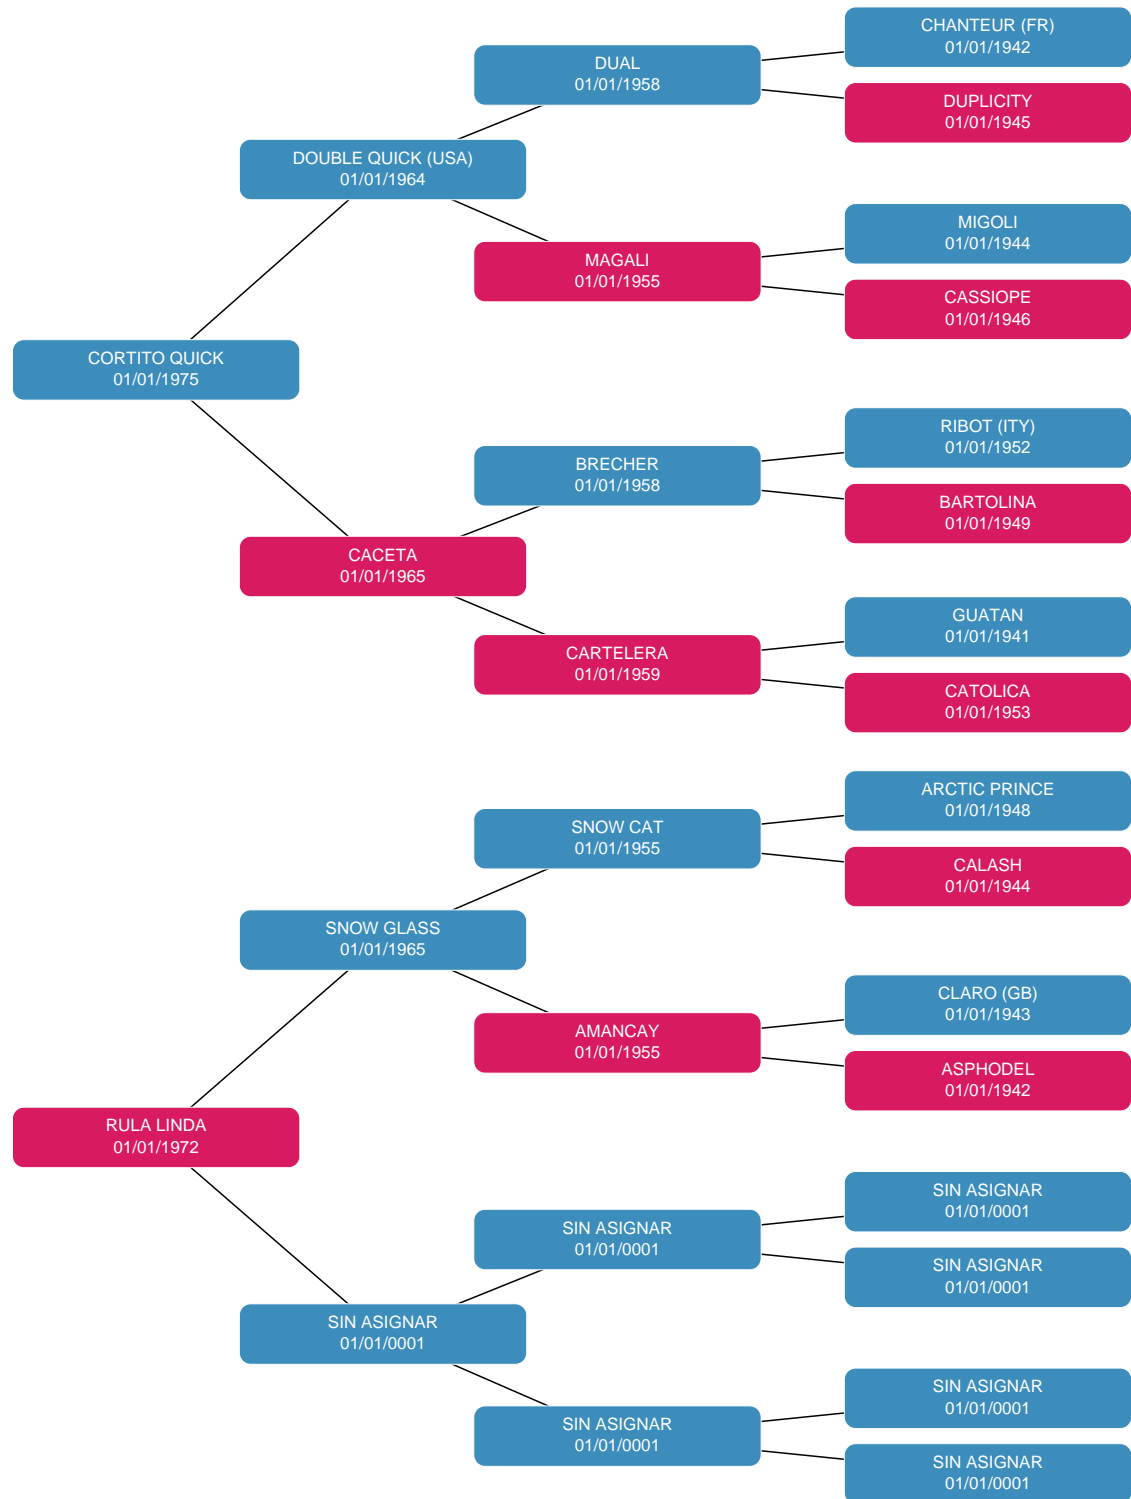 CHANTEUR (FR)
01/01/1942
DUAL
01/01/1958
DUPLICITY
01/01/1945
DOUBLE QUICK (USA)
01/01/1964
MIGOLI
01/01/1944
MAGALI
01/01/1955
CASSIOPE
01/01/1946
CORTITO QUICK
01/01/1975
RIBOT (ITY)
01/01/1952
BRECHER
01/01/1958
BARTOLINA
01/01/1949
CACETA
01/01/1965
GUATAN
01/01/1941
CARTELERA
01/01/1959
CATOLICA
01/01/1953
ARCTIC PRINCE
01/01/1948
SNOW CAT
01/01/1955
CALASH
01/01/1944
SNOW GLASS
01/01/1965
CLARO (GB)
01/01/1943
AMANCAY
01/01/1955
ASPHODEL
01/01/1942
RULA LINDA
01/01/1972
SIN ASIGNAR
01/01/0001
SIN ASIGNAR
01/01/0001
SIN ASIGNAR
01/01/0001
SIN ASIGNAR
01/01/0001
SIN ASIGNAR
01/01/0001
SIN ASIGNAR
01/01/0001
SIN ASIGNAR
01/01/0001